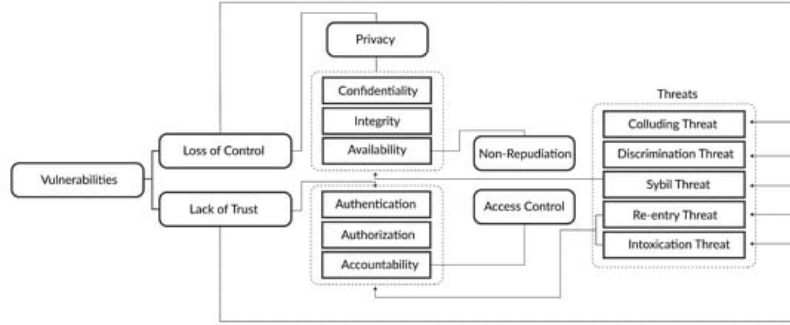 Privacy
Confidentiality
Integrity
Availability
Threats
Colluding Threat
Discrimination Threat
Sybil Threat
Re-entry Threat
Intoxication Threat
Loss of Control
Non-Repudiation
Vulnerabilities
Lack of Trust
Authentication
Authorization
Accountability
Access Control